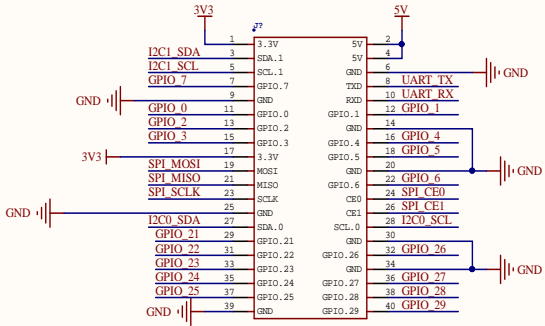 3V3 5V
J?
1 3.3V 5V 2
I2C1_SDA 3 SDA.1 5V 4
I2C1_SCL 5 SCL.1 GND 6 GND
GPIO_7 7 GPIO.7 TXD 8 UART_TX
GND 9 GND RXD 10 UART_RX
GPIO_0 11 GPIO.0 GPIO.1 12 GPIO_1
GPIO_2 13 GPIO.2 GND 14
GPIO_3 15 GPIO.3 GPIO.4 16 GPIO_4
3V3 17 3.3V GPIO.5 18 GPIO_5
SPI_MOSI 19 MOSI GND 20 GND
SPI_MISO 21 MISO GPIO.6 22 GPIO_6
SPI_SCLK 23 SCLK CE0 24 SPI_CE0
GND 25 GND CE1 26 SPI_CE1
I2C0_SDA 27 SDA.0 SCL.0 28 I2C0_SCL
GPIO_21 29 GPIO.21 GND 30
GPIO_22 31 GPIO.22 GPIO.26 32 GPIO_26
GPIO_23 33 GPIO.23 GND 34 GND
GPIO_24 35 GPIO.24 GPIO.27 36 GPIO_27
GPIO_25 37 GPIO.25 GPIO.28 38 GPIO_28
GND 39 GND GPIO.29 40 GPIO_29